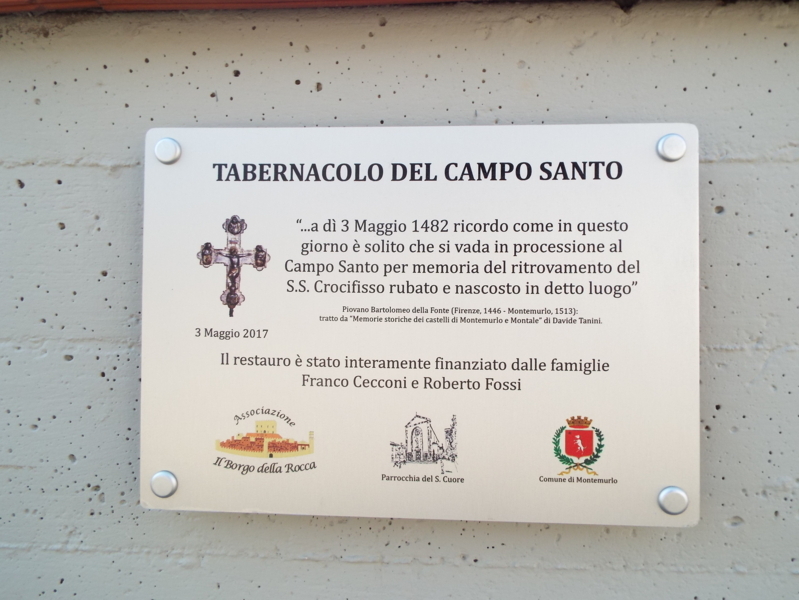 TABERNACOLO DEL CAMPO SANTO
“...a dì 3 Maggio 1482 ricordo come in questo
giorno è solito che si vada in processione al
Campo Santo per memoria del ritrovamento del
S.S. Crocifisso rubato e nascosto in detto luogo”
Piovano Bartolomeo della Fonte (Firenze, 1446 - Montemurlo, 1513):
tratto da "Memorie storiche dei castelli di Montemurlo e Montale" di Davide Tanini.
3 Maggio 2017
Il restauro è stato interamente finanziato dalle famiglie
Franco Cecconi e Roberto Fossi
Associazione
Il Borgo della Rocca
Parrocchia del S. Cuore
Comune di Montemurlo